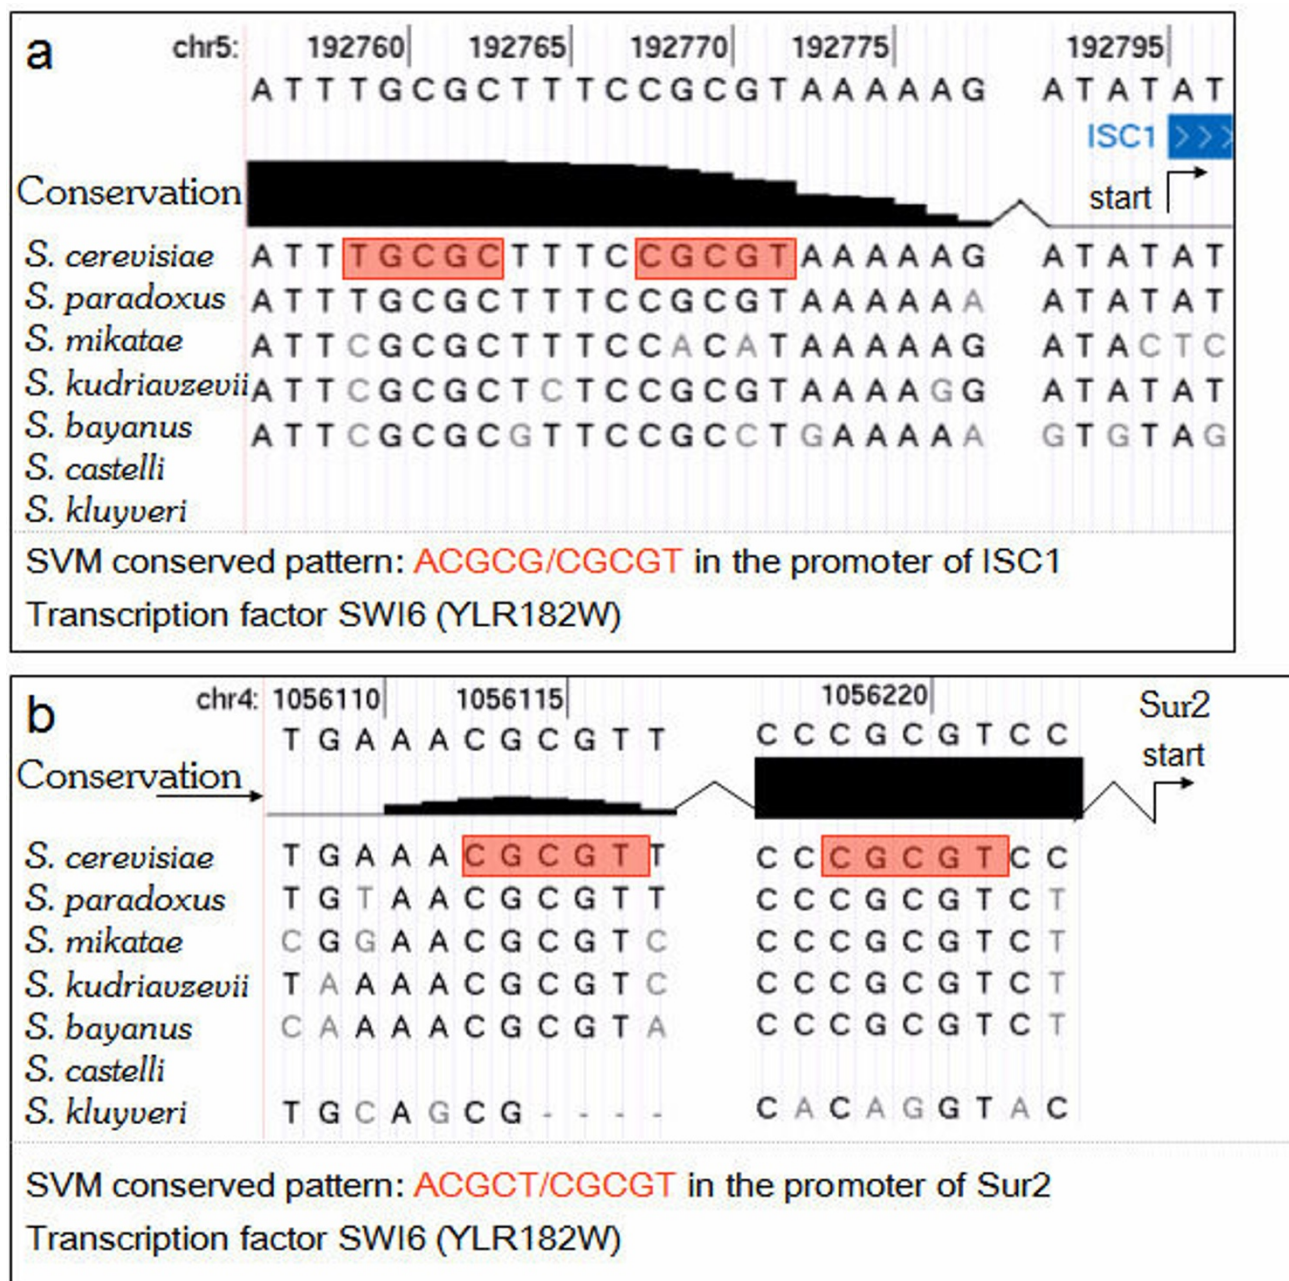 a
chr5: 192760| 192765| 192770| 192775| 192795|
A T T T G C G C T T T C C G C G T A A A A A G A T A T A T
ISC1 >>>
Conservation start
S. cerevisiae A T T T G C G C T T T C C G C G T A A A A A G A T A T A T
S. paradoxus A T T T G C G C T T T C C G C G T A A A A A A A T A T A T
S. mikatae A T T C G C G C T T T C C A C A T A A A A A G A T A C T C
S. kudriavzevii A T T C G C G C T C T C C G C G T A A A A G G A T A T A T
S. bayanus A T T C G C G C G T T C C G C C T G A A A A A G T G T A G
S. castelli
S. kluyveri
SVM conserved pattern: ACGCG/CGCGT in the promoter of ISC1
Transcription factor SWI6 (YLR182W)
b
chr4: 1056110| 1056115| 1056220| Sur2
T G A A A C G C G T T C C C G C G T C C
Conservation start
S. cerevisiae T G A A A C G C G T T C C C G C G T C C
S. paradoxus T G T A A C G C G T T C C C G C G T C T
S. mikatae C G G A A C G C G T C C C C G C G T C T
S. kudriavzevii T A A A A C G C G T C C C C G C G T C T
S. bayanus C A A A A C G C G T A C C C G C G T C T
S. castelli
S. kluyveri T G C A G C G - - - - C A C A G G T A C
SVM conserved pattern: ACGCT/CGCGT in the promoter of Sur2
Transcription factor SWI6 (YLR182W)